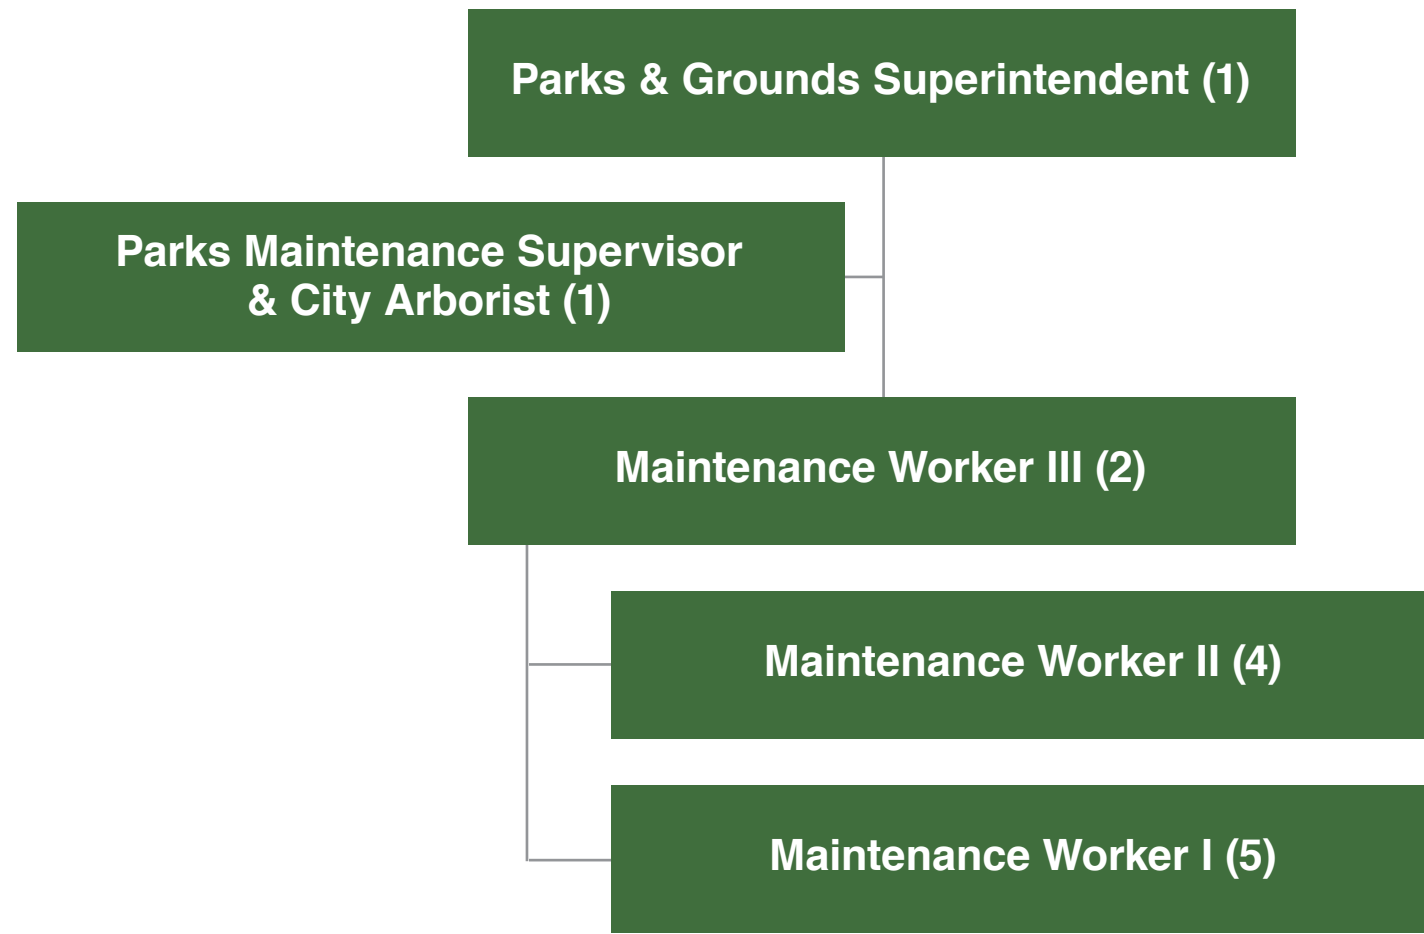 Parks & Grounds Superintendent (1)
Parks Maintenance Supervisor
& City Arborist (1)
Maintenance Worker III (2)
Maintenance Worker II (4)
Maintenance Worker I (5)